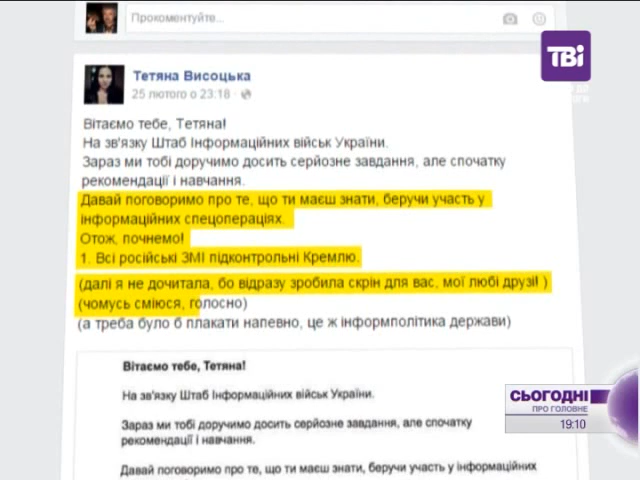 Прокоментуйте...
ТВі
Тетяна Висоцька
25 лютого о 23:18 ·
Вітаємо тебе, Тетяна!
На зв'язку Штаб Інформаційних військ України.
Зараз ми тобі доручимо досить серйозне завдання, але спочатку
рекомендації і навчання.
Давай поговоримо про те, що ти маєш знати, беручи участь у
інформаційних спецопераціях.
Отож, почнемо!
1. Всі російські ЗМІ підконтрольні Кремлю.
(далі я не дочитала, бо відразу зробила скрін для вас, мої любі друзі! )
(чомусь сміюся, голосно)
(а треба було б плакати напевно, це ж інформполітика держави)
Вітаємо тебе, Тетяна!
На зв'язку Штаб Інформаційних військ України.
Зараз ми тобі доручимо досить серйозне завдання, але спочатку
рекомендації і навчання.
Давай поговоримо про те, що ти маєш знати, беручи участь у інформаційних
СЬОГОДНІ
ПРО ГОЛОВНЕ
19:10